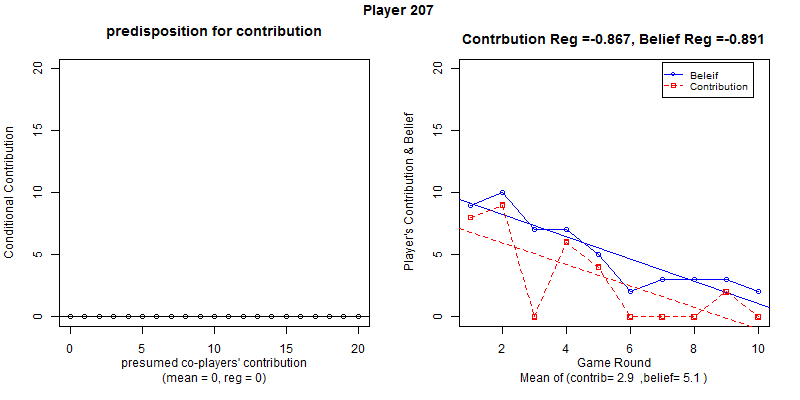 Player 207
predisposition for contribution
Conditional Contribution
20
15
10
5
0
0 5 10 15 20
presumed co-players' contribution
(mean = 0, reg = 0)
Contrbution Reg =-0.867, Belief Reg =-0.891
Player's Contribution & Belief
20
15
10
5
0
Beleif
Contribution
2 4 6 8 10
Game Round
Mean of (contrib= 2.9 ,belief= 5.1 )